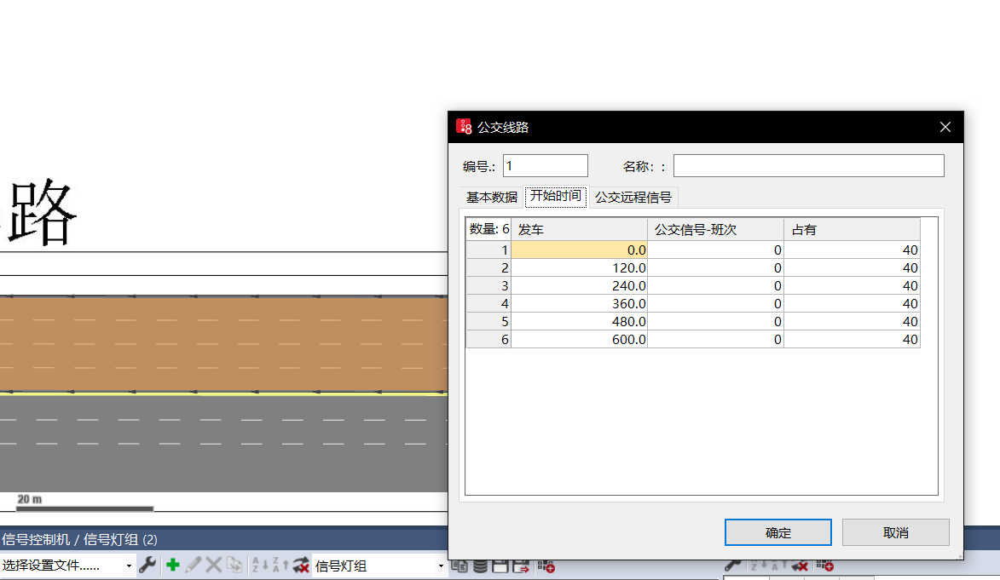 路
公交线路
编号.: 1 名称: :
基本数据 开始时间 公交远程信号
数量: 6 发车 公交信号-班次 占有
1 0.0 0 40
2 120.0 0 40
3 240.0 0 40
4 360.0 0 40
5 480.0 0 40
6 600.0 0 40
确定 取消
20 m
信号控制机 / 信号灯组 (2)
选择设置文件...... 信号灯组